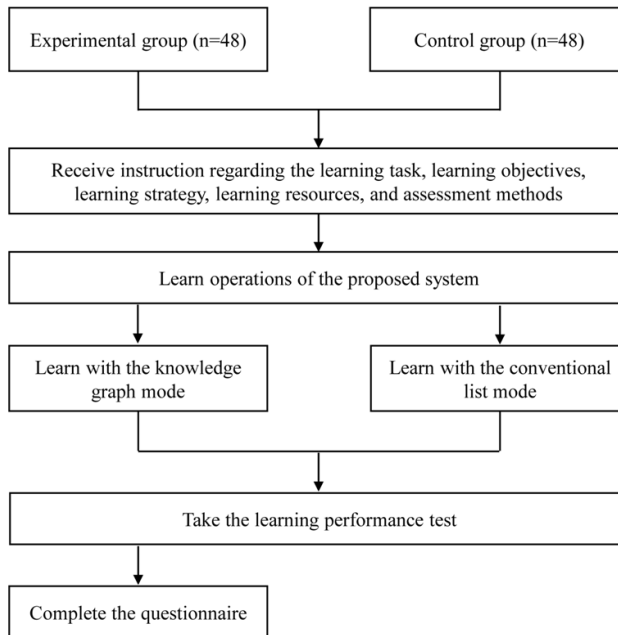 Experimental group (n=48)
Control group (n=48)
Receive instruction regarding the learning task, learning objectives,
learning strategy, learning resources, and assessment methods
Learn operations of the proposed system
Learn with the knowledge
graph mode
Learn with the conventional
list mode
Take the learning performance test
Complete the questionnaire